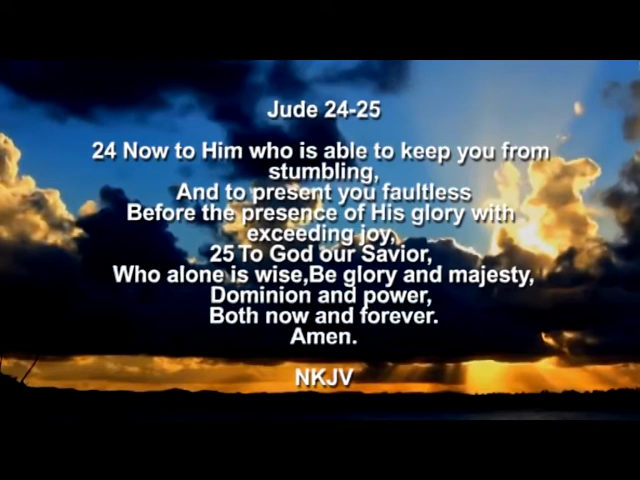 Jude 24-25
24 Now to Him who is able to keep you from
stumbling,
And to present you faultless
Before the presence of His glory with
exceeding joy,
25 To God our Savior,
Who alone is wise,Be glory and majesty,
Dominion and power,
Both now and forever.
Amen.
NKJV